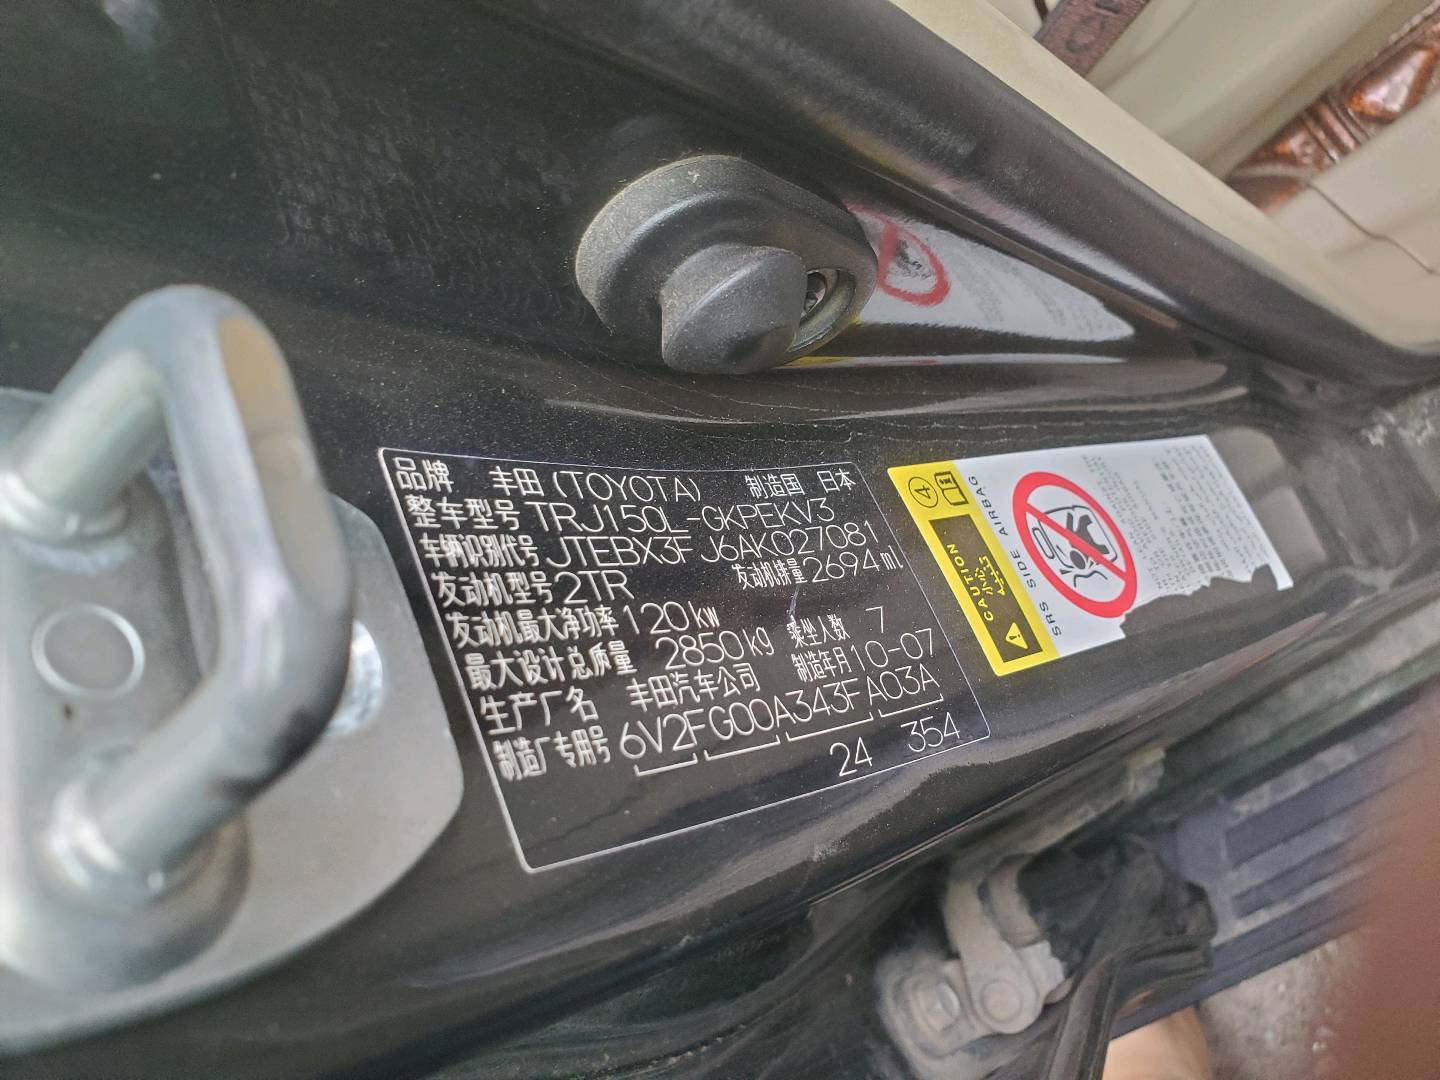 品牌 丰田(TOYOTA) 制造国 日本
整车型号 TRJ150L-GKPEKV3
车辆识别代号 JTEBX3FJ6AK027081
发动机型号 2TR 发动机排量 2694ml
发动机最大净功率 120kw
最大设计总质量 2850kg 乘坐人数 7
生产厂名 丰田汽车公司 制造年月 10-07
制造厂专用号 6V2FG00A343FA03A
24 354
4
CAUTION
小心
SRS SIDE AIRBAG